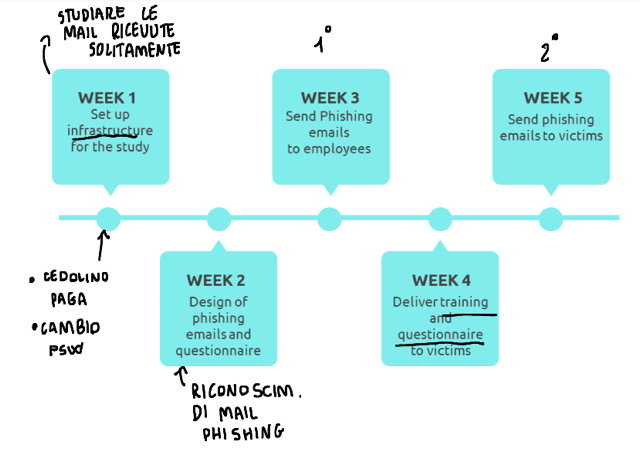 STUDIARE LE
MAIL RICEVUTE
SOLITAMENTE
1°
2°
WEEK 1
Set up
infrastructure
for the study
WEEK 3
Send Phishing
emails
to employees
WEEK 5
Send phishing
emails to victims
• CEDOLINO
PAGA
• CAMBIO
PSWD
WEEK 2
Design of
phishing
emails and
questionnaire
WEEK 4
Deliver training
and
questionnaire
to victims
RICONOSCIM.
DI MAIL
PHISHING